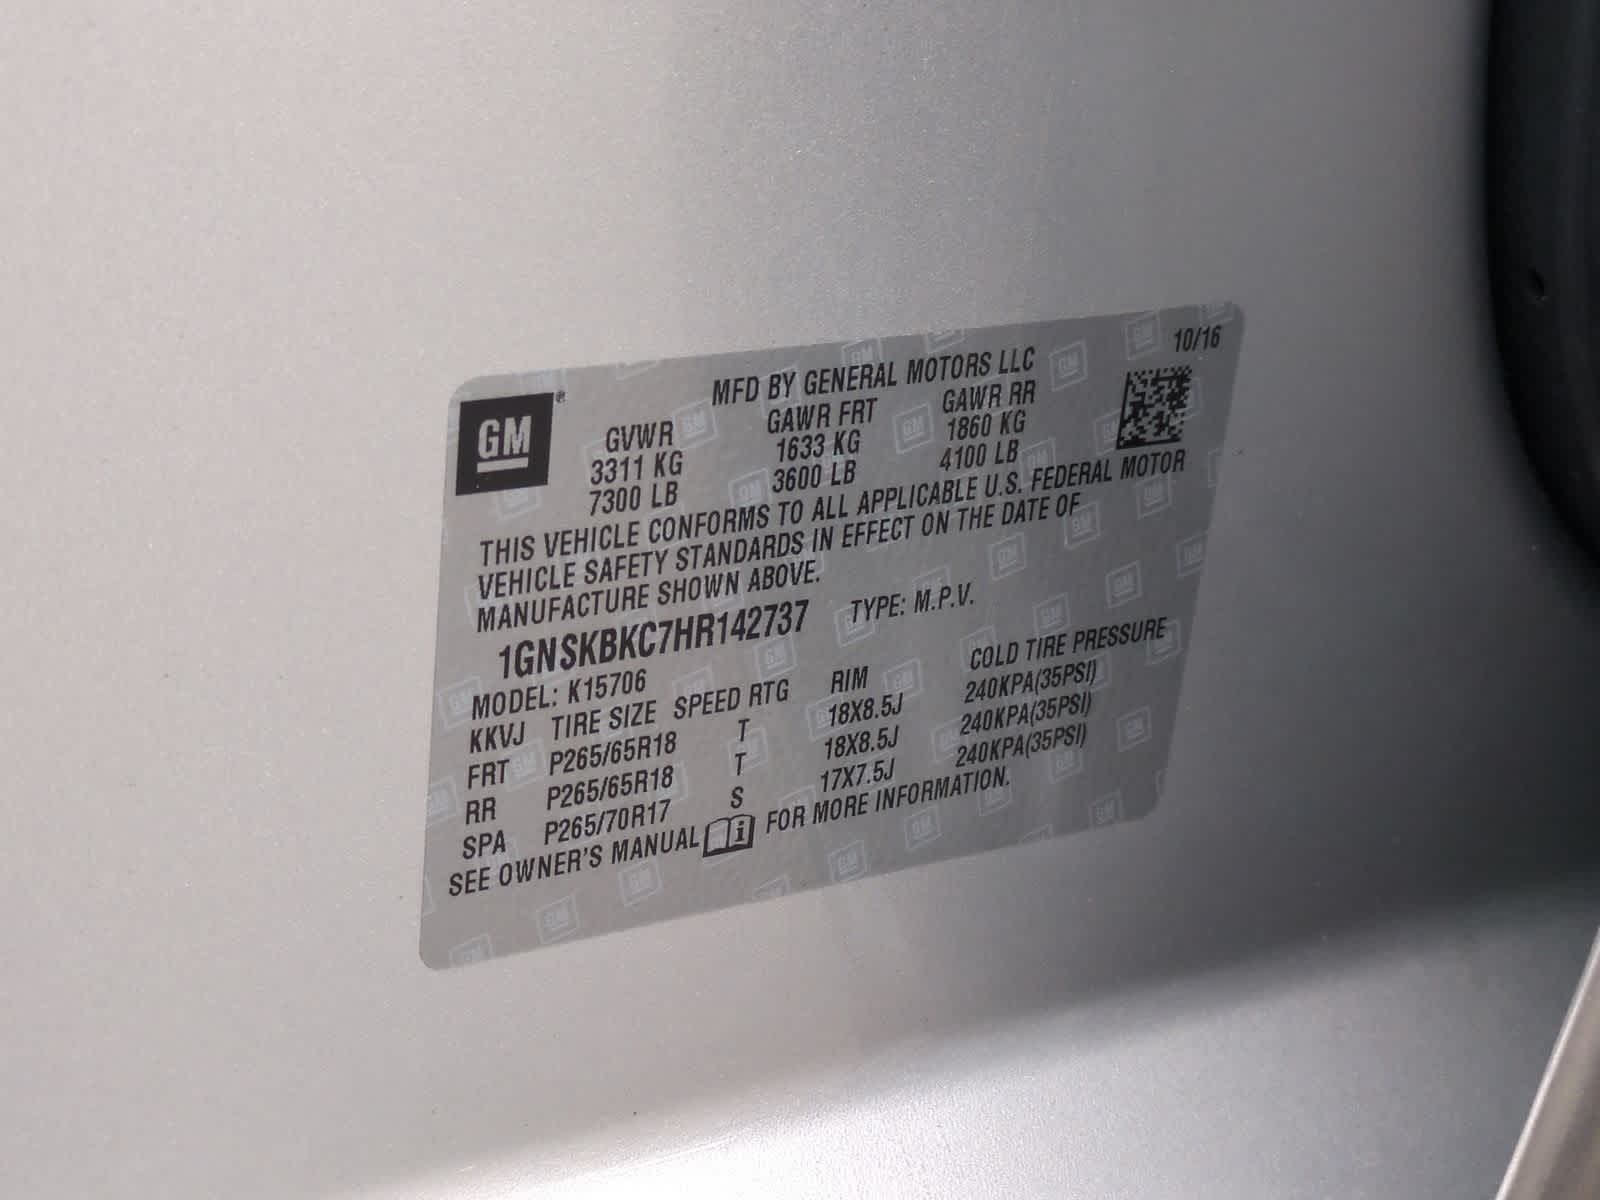 10/16
MFD BY GENERAL MOTORS LLC
GM®
GVWR GAWR FRT GAWR RR
3311 KG 1633 KG 1860 KG
7300 LB 3600 LB 4100 LB
THIS VEHICLE CONFORMS TO ALL APPLICABLE U.S. FEDERAL MOTOR
VEHICLE SAFETY STANDARDS IN EFFECT ON THE DATE OF
MANUFACTURE SHOWN ABOVE.
1GNSKBKC7HR142737 TYPE: M.P.V.
MODEL: K15706
KKVJ TIRE SIZE SPEED RTG RIM COLD TIRE PRESSURE
FRT P265/65R18 T 18X8.5J 240KPA(35PSI)
RR P265/65R18 T 18X8.5J 240KPA(35PSI)
SPA P265/70R17 S 17X7.5J 240KPA(35PSI)
SEE OWNER'S MANUAL i FOR MORE INFORMATION.